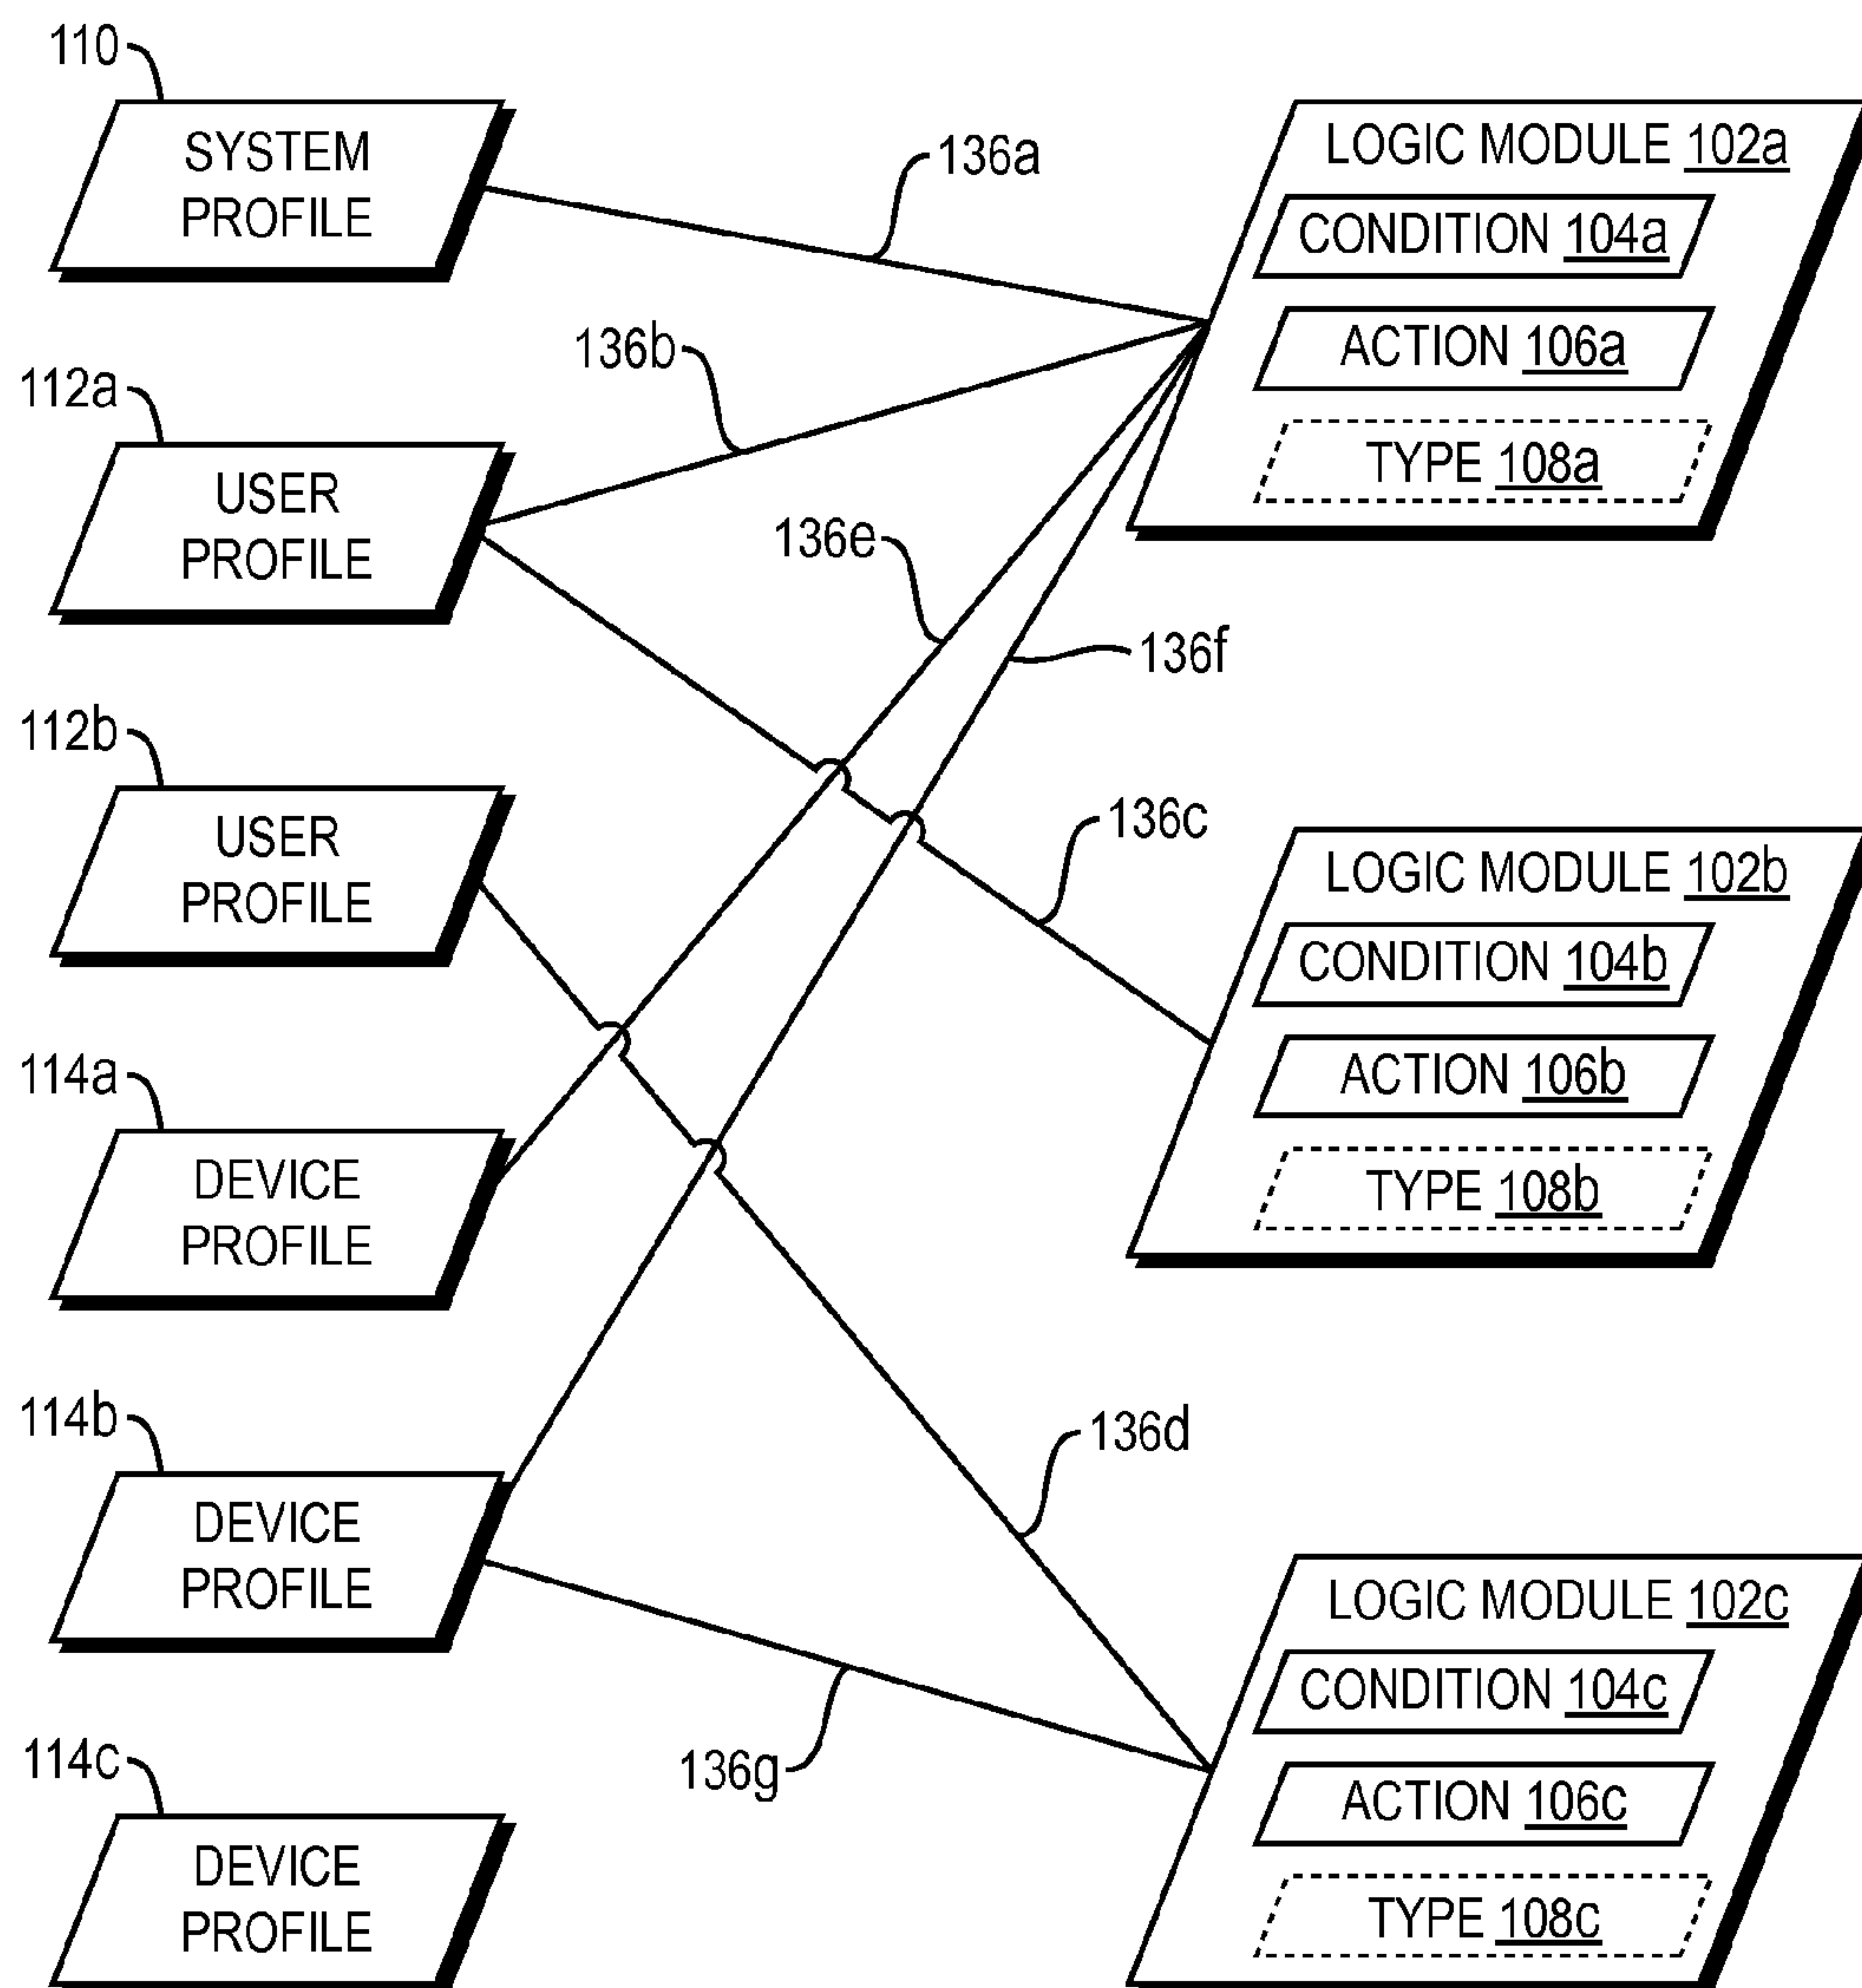 110
SYSTEM
PROFILE
136a
LOGIC MODULE 102a
CONDITION 104a
ACTION 106a
TYPE 108a
136b
112a
USER
PROFILE
136e
136f
112b
USER
PROFILE
136c
LOGIC MODULE 102b
CONDITION 104b
ACTION 106b
TYPE 108b
114a
DEVICE
PROFILE
114b
DEVICE
PROFILE
136d
136g
LOGIC MODULE 102c
CONDITION 104c
ACTION 106c
TYPE 108c
114c
DEVICE
PROFILE